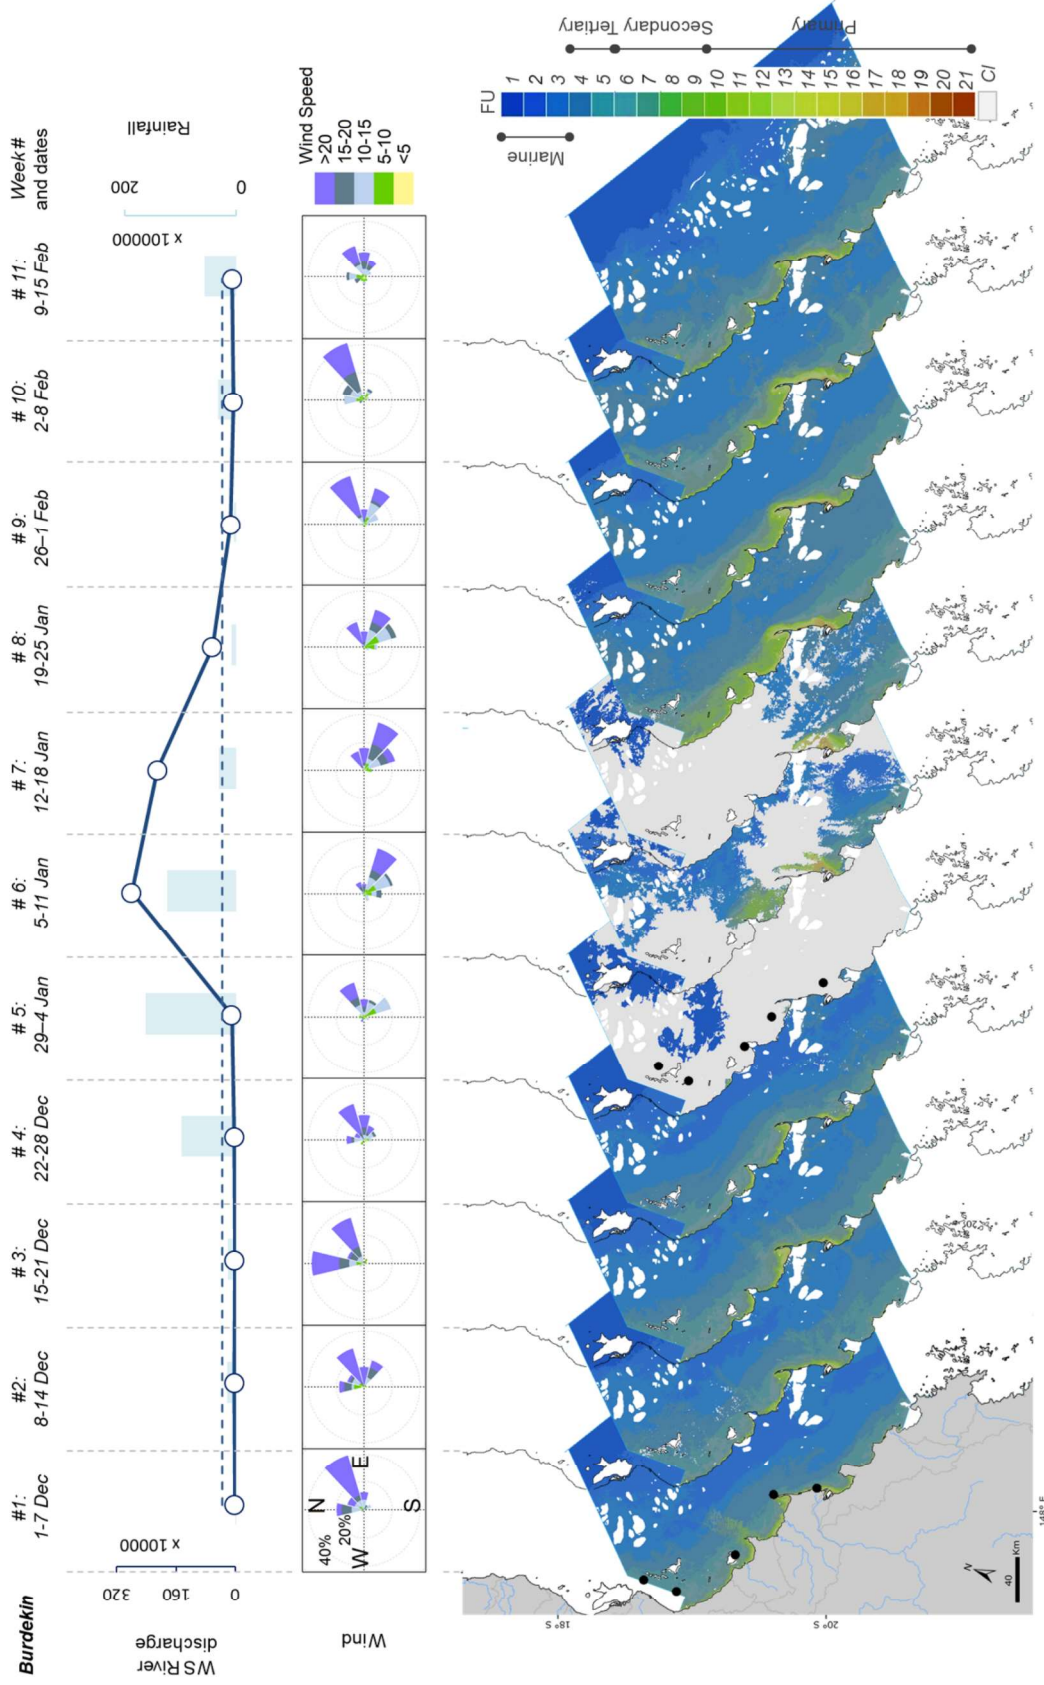 Burdekin
#1:
1-7 Dec
#2:
8-14 Dec
# 3:
15-21 Dec
# 4:
22-28 Dec
# 5:
29–4 Jan
# 6:
5-11 Jan
# 7:
12-18 Jan
# 8:
19-25 Jan
# 9:
26–1 Feb
# 10:
2-8 Feb
# 11:
9-15 Feb
Week#
and dates
WS River
discharge
320
160
0
x 10000
x 100000
200
0
Rainfall
Wind
40%
20%
N
W
E
S
Wind Speed
>20
15-20
10-15
5-10
<5
18° S
20° S
148° E
N
40
Km
20°
FU
1
2
3
4
5
6
7
8
9
10
11
12
13
14
15
16
17
18
19
20
21
Cl
Marine
Tertiary
Secondary
Primary